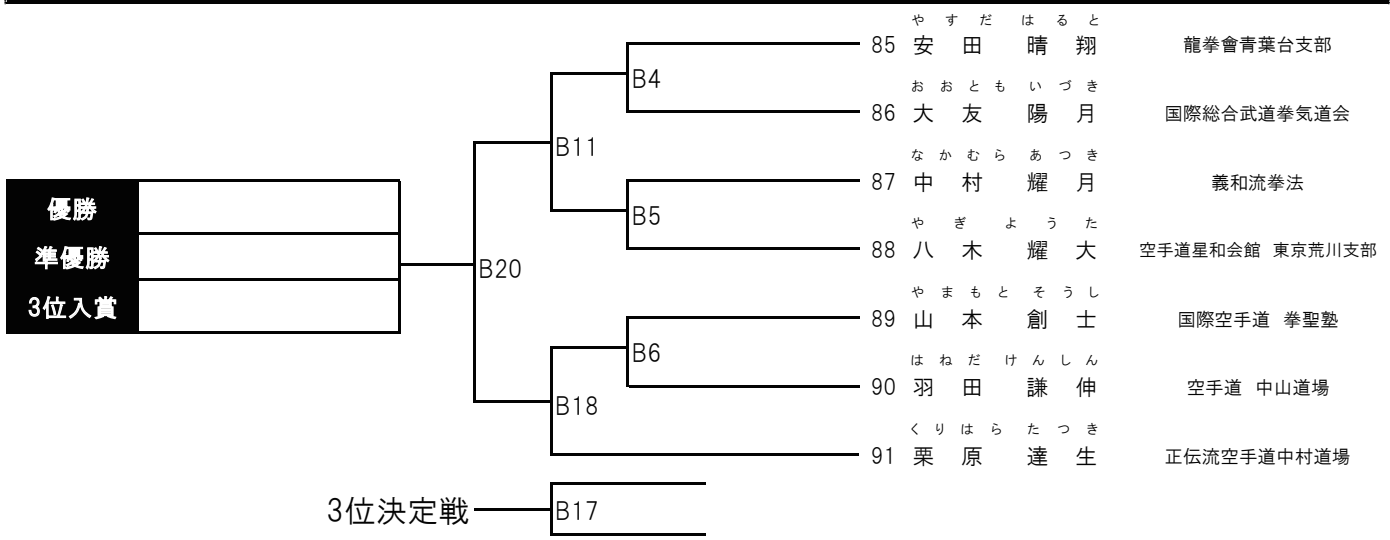 やすだ はると
85 安田 晴翔 龍拳會青葉台支部
B4
おおとも いづき
86 大友 陽月 国際総合武道拳気道会
B11
なかむら あつき
87 中村 耀月 義和流拳法
優勝
B5
やぎ ようた
88 八木 耀大 空手道星和会館 東京荒川支部
準優勝
B20
やまもと そうし
3位入賞
89 山本 創士 国際空手道 拳聖塾
B6
はねだ けんしん
90 羽田 謙伸 空手道 中山道場
B18
くりはら たつき
91 栗原 達生 正伝流空手道中村道場
3位決定戦 B17